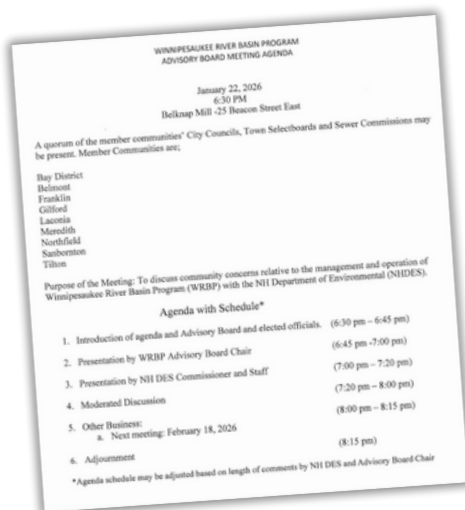 WINNIPESAUKEE RIVER BASIN PROGRAM
ADVISORY BOARD MEETING AGENDA
January 22, 2026
6:30 PM
Belknap Mill -25 Beacon Street East
A quorum of the member communities' City Councils, Town Selectboards and Sewer Commissions may
be present. Member Communities are;
Bay District
Belmont
Franklin
Gilford
Laconia
Meredith
Northfield
Sanbornton
Tilton
Purpose of the Meeting: To discuss community concerns relative to the management and operation of
Winnipesaukee River Basin Program (WRBP) with the NH Department of Environmental (NHDES).
Agenda with Schedule*
1. Introduction of agenda and Advisory Board and elected officials. (6:30 pm – 6:45 pm)
2. Presentation by WRBP Advisory Board Chair (6:45 pm -7:00 pm)
3. Presentation by NH DES Commissioner and Staff (7:00 pm – 7:20 pm)
4. Moderated Discussion (7:20 pm – 8:00 pm)
5. Other Business: (8:00 pm – 8:15 pm)
a. Next meeting: February 18, 2026
6. Adjournment (8:15 pm)
*Agenda schedule may be adjusted based on length of comments by NH DES and Advisory Board Chair